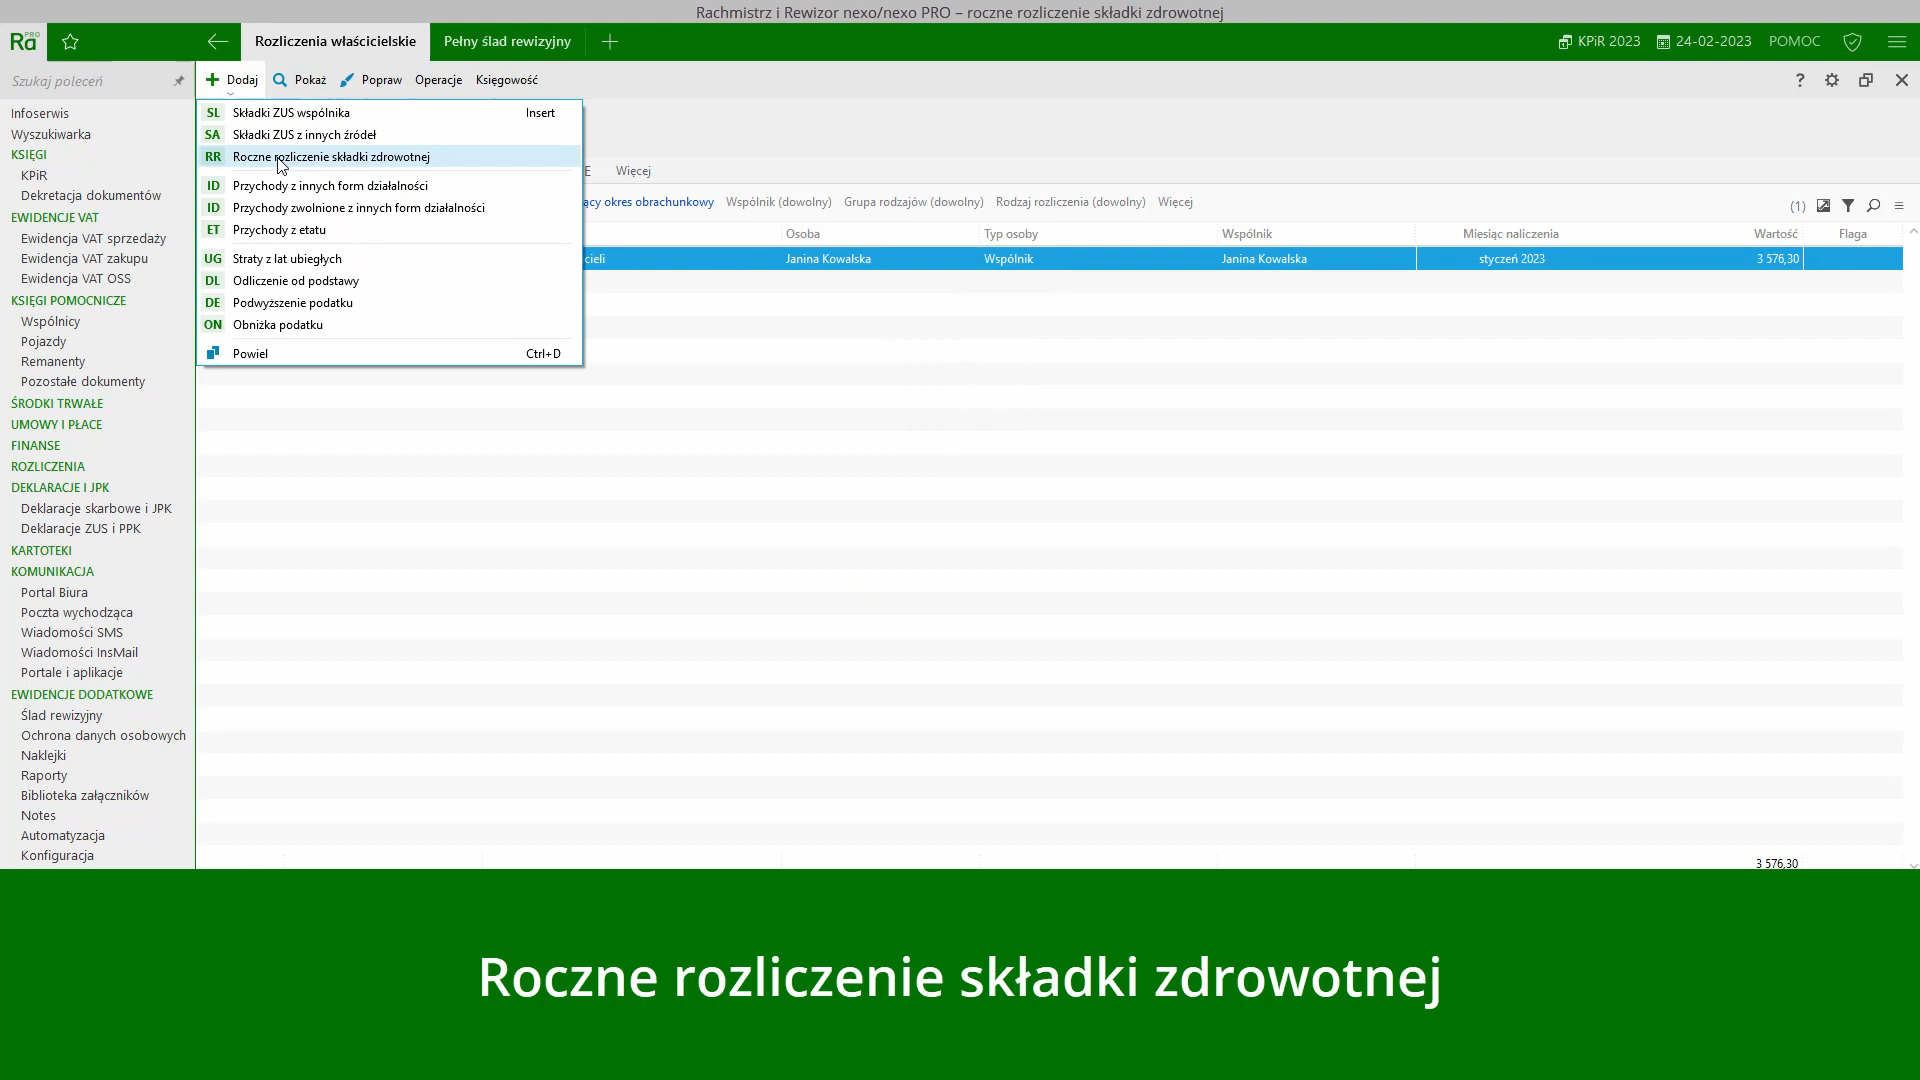 Rachmistrz i Rewizor nexo/nexo PRO – roczne rozliczenie składki zdrowotnej
Ra PRO
Rozliczenia właścicielskie
Pełny ślad rewizyjny
KPiR 2023
24-02-2023
POMOC
Szukaj poleceń
Dodaj
Pokaż
Popraw
Operacje
Księgowość
?
Infoserwis
Wyszukiwarka
KSIĘGI
KPiR
Dekretacja dokumentów
EWIDENCJE VAT
Ewidencja VAT sprzedaży
Ewidencja VAT zakupu
Ewidencja VAT OSS
KSIĘGI POMOCNICZE
Wspólnicy
Pojazdy
Remanenty
Pozostałe dokumenty
ŚRODKI TRWAŁE
UMOWY I PŁACE
FINANSE
ROZLICZENIA
DEKLARACJE I JPK
Deklaracje skarbowe i JPK
Deklaracje ZUS i PPK
KARTOTEKI
KOMUNIKACJA
Portal Biura
Poczta wychodząca
Wiadomości SMS
Wiadomości InsMail
Portale i aplikacje
EWIDENCJE DODATKOWE
Ślad rewizyjny
Ochrona danych osobowych
Naklejki
Raporty
Biblioteka załączników
Notes
Automatyzacja
Konfiguracja
SL Składki ZUS wspólnika Insert
SA Składki ZUS z innych źródeł
RR Roczne rozliczenie składki zdrowotnej
ID Przychody z innych form działalności
ID Przychody zwolnione z innych form działalności
ET Przychody z etatu
UG Straty z lat ubiegłych
DL Odliczenie od podstawy
DE Podwyższenie podatku
ON Obniżka podatku
Powiel Ctrl+D
E Więcej
ący okres obrachunkowy Wspólnik (dowolny) Grupa rodzajów (dowolny) Rodzaj rozliczenia (dowolny) Więcej
(1)
Osoba Typ osoby Wspólnik Miesiąc naliczenia Wartość Flaga
cieli Janina Kowalska Wspólnik Janina Kowalska styczeń 2023 3 576,30
3 576,30
Roczne rozliczenie składki zdrowotnej